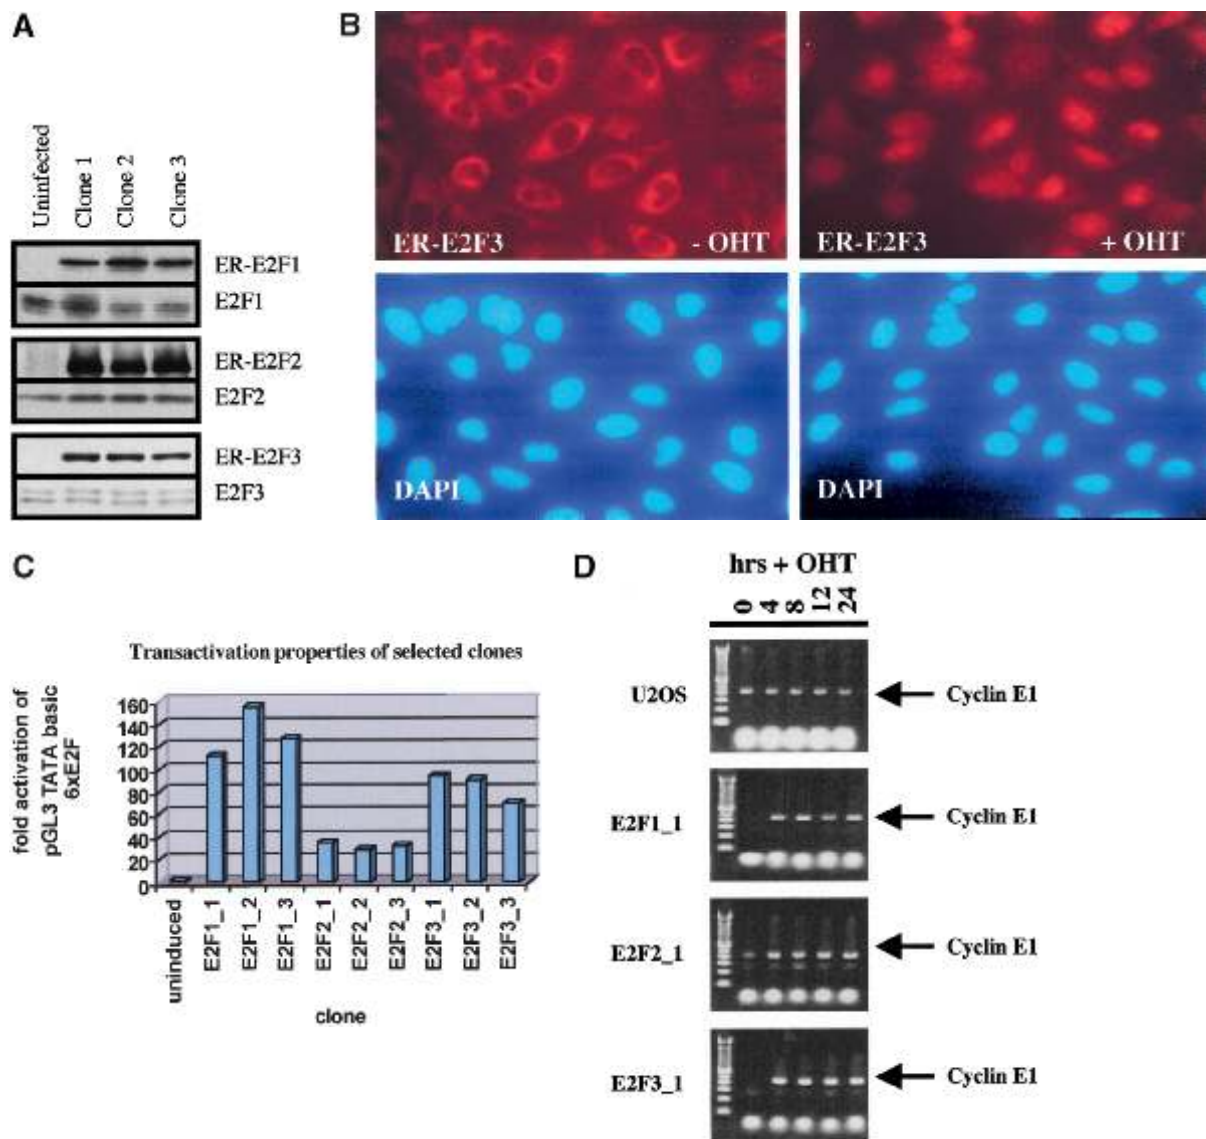 A
Uninfected
Clone 1
Clone 2
Clone 3
ER-E2F1
E2F1
ER-E2F2
E2F2
ER-E2F3
E2F3
B
ER-E2F3 - OHT
ER-E2F3 + OHT
DAPI
DAPI
C
Transactivation properties of selected clones
fold activation of
pGL3 TATA basic
6xE2F
160
140
120
100
80
60
40
20
0
uninduced
E2F1_1
E2F1_2
E2F1_3
E2F2_1
E2F2_2
E2F2_3
E2F3_1
E2F3_2
E2F3_3
clone
D
hrs + OHT
0 4 8 12 24
U2OS Cyclin E1
E2F1_1 Cyclin E1
E2F2_1 Cyclin E1
E2F3_1 Cyclin E1